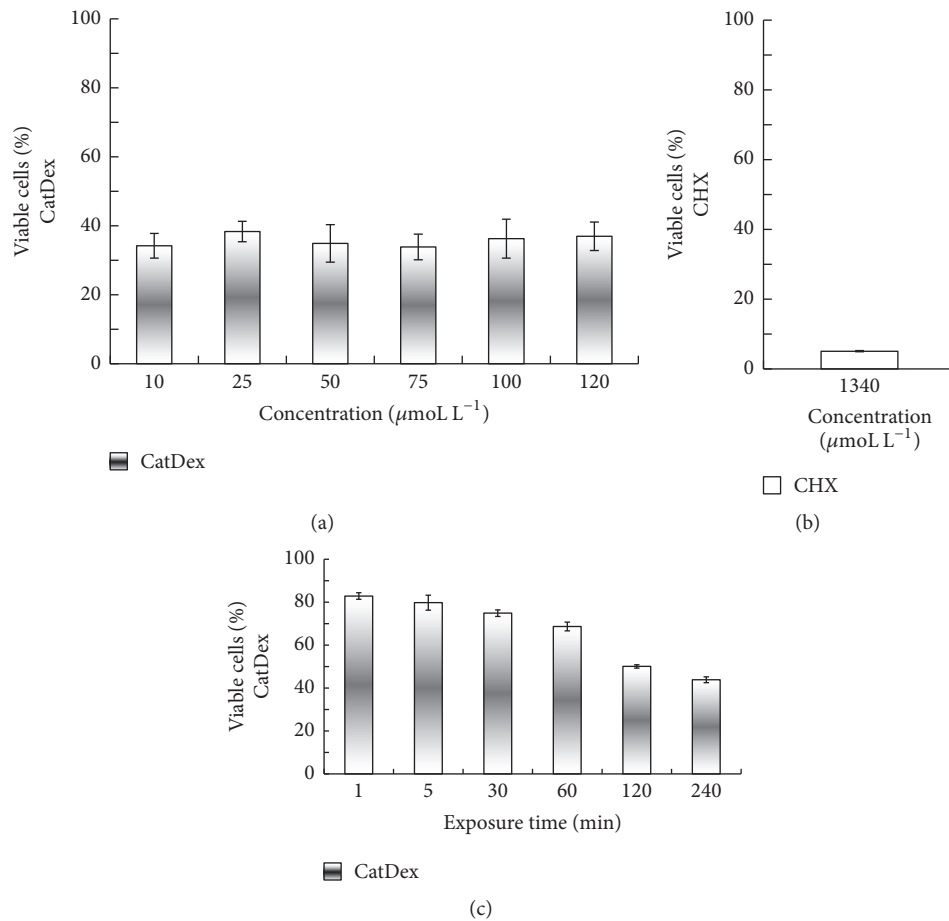 100
80
60
40
20
0
Viable cells (%)
CatDex
10 25 50 75 100 120
Concentration (μmoL L⁻¹)
CatDex
(a)
100
80
60
40
20
0
Viable cells (%)
CHX
1340
Concentration
(μmoL L⁻¹)
CHX
(b)
100
80
60
40
20
0
Viable cells (%)
CatDex
1 5 30 60 120 240
Exposure time (min)
CatDex
(c)